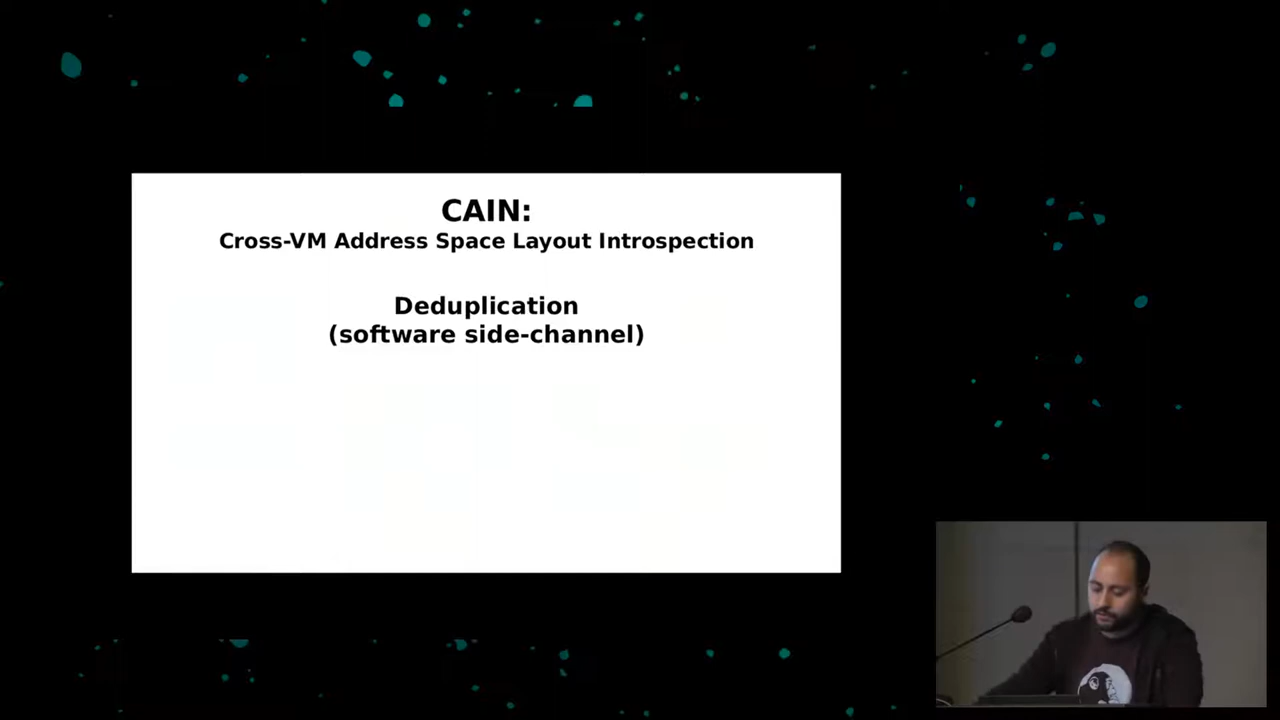 CAIN:
Cross-VM Address Space Layout Introspection
Deduplication
(software side-channel)